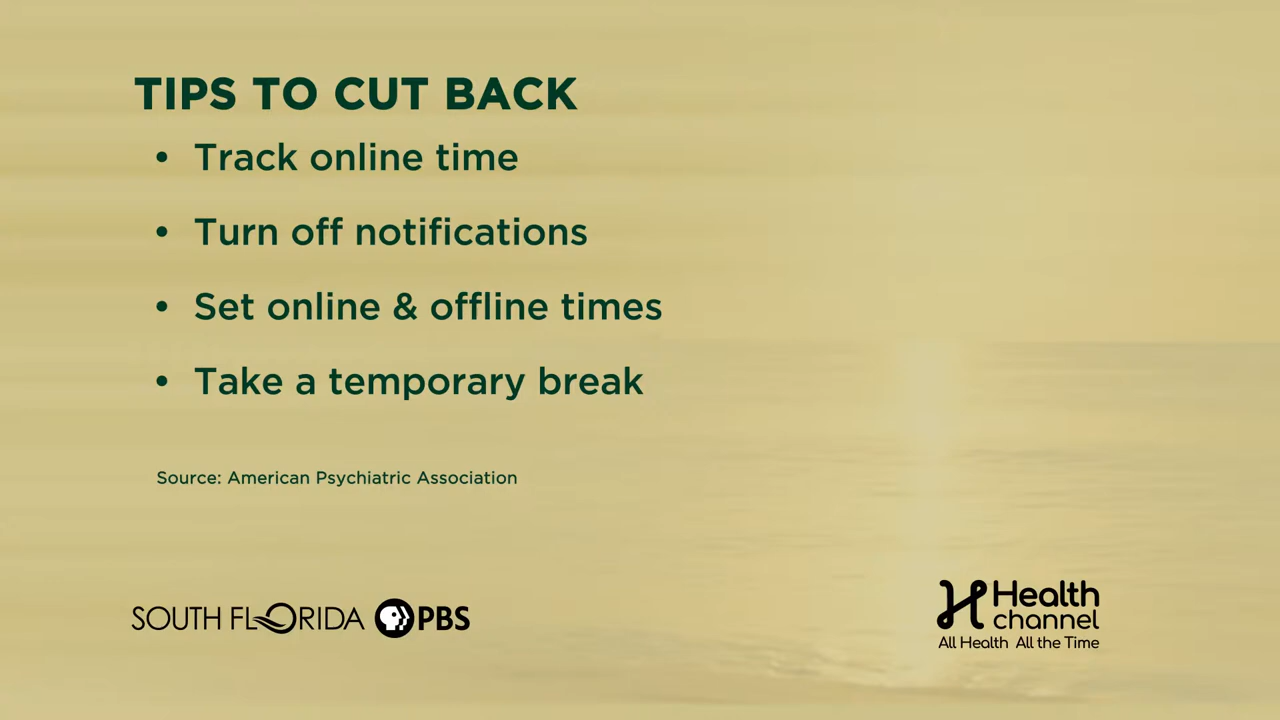 TIPS TO CUT BACK
• Track online time
• Turn off notifications
• Set online & offline times
• Take a temporary break
Source: American Psychiatric Association
SOUTH FLORIDA PBS
Health
channel
All Health All the Time